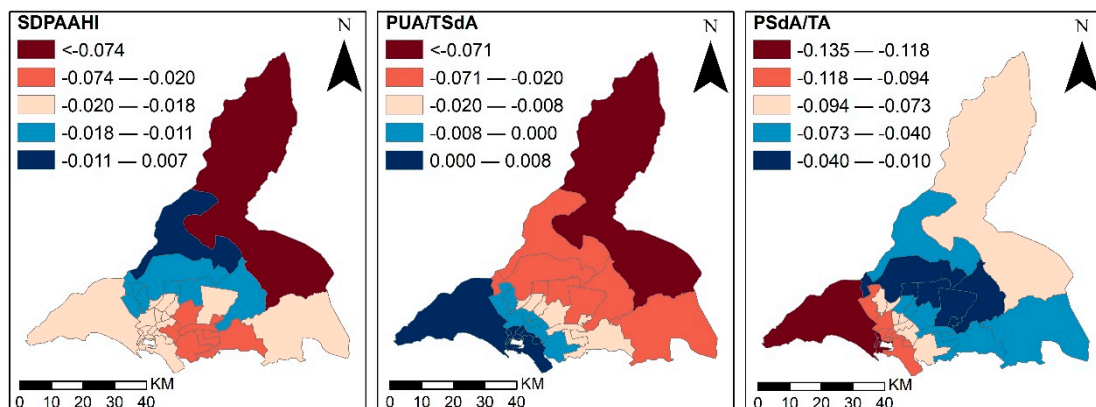 SDPAAHI
N
<-0.074
-0.074 — -0.020
-0.020 — -0.018
-0.018 — -0.011
-0.011 — 0.007
KM
0 10 20 30 40
PUA/TSdA
N
<-0.071
-0.071 — -0.020
-0.020 — -0.008
-0.008 — 0.000
0.000 — 0.008
KM
0 10 20 30 40
PSdA/TA
N
-0.135 — -0.118
-0.118 — -0.094
-0.094 — -0.073
-0.073 — -0.040
-0.040 — -0.010
KM
0 10 20 30 40